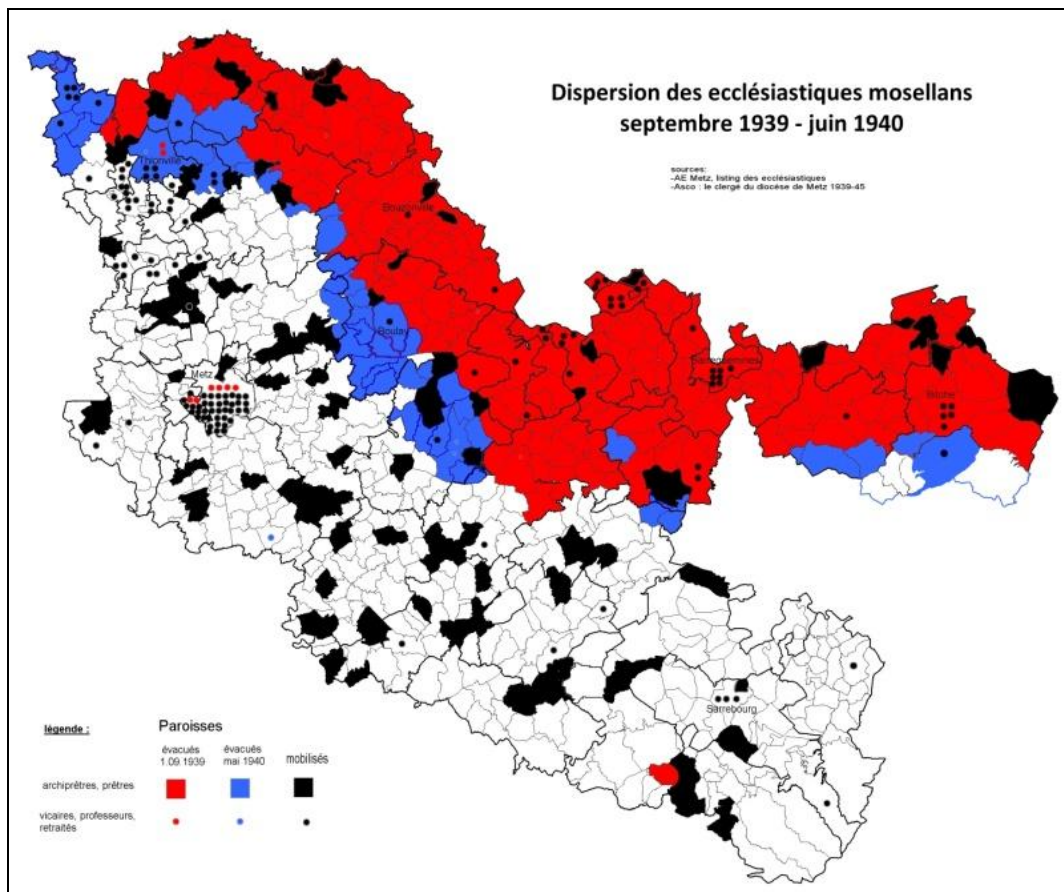 Dispersion des ecclésiastiques mosellans
septembre 1939 - juin 1940
sources:
-AE Metz, listing des ecclésiastiques
-Asco : le clergé du diocèse de Metz 1939-45
Thionville
Bouzonville
Boulay
Sarreguemines
Bitche
Metz
Sarrebourg
légende :
Paroisses
évacués
1.09.1939
évacués
mai 1940
mobilisés
archiprêtres, prêtres
vicaires, professeurs,
retraités